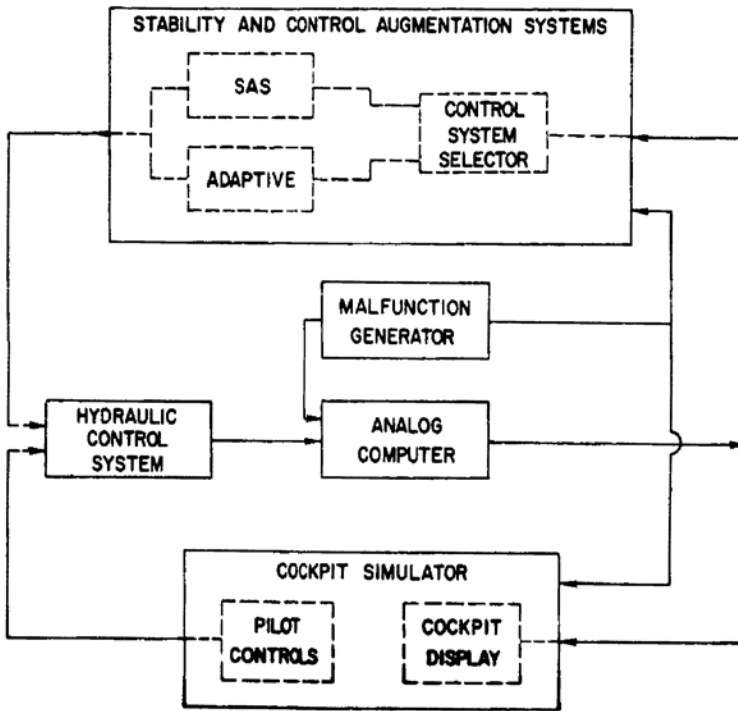 STABILITY AND CONTROL AUGMENTATION SYSTEMS
SAS
CONTROL
SYSTEM
SELECTOR
ADAPTIVE
MALFUNCTION
GENERATOR
HYDRAULIC
CONTROL
SYSTEM
ANALOG
COMPUTER
COCKPIT SIMULATOR
PILOT
CONTROLS
COCKPIT
DISPLAY